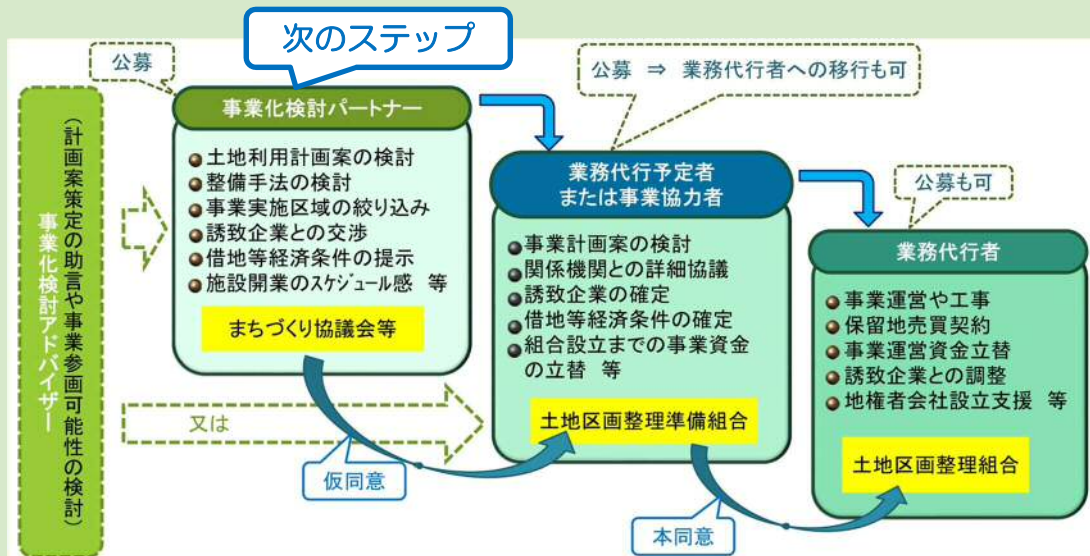 次のステップ
公募
公募 ⇒ 業務代行者への移行も可
事業化検討アドバイザー
(計画案策定の助言や事業参画可能性の検討)
事業化検討パートナー
土地利用計画案の検討
整備手法の検討
事業実施区域の絞り込み
誘致企業との交渉
借地等経済条件の提示
施設開業のスケジュール感 等
まちづくり協議会等
業務代行予定者
または事業協力者
事業計画案の検討
関係機関との詳細協議
誘致企業の確定
借地等経済条件の確定
組合設立までの事業資金
の立替 等
土地区画整理準備組合
公募も可
業務代行者
事業運営や工事
保留地売買契約
事業運営資金立替
誘致企業との調整
地権者会社設立支援 等
土地区画整理組合
又は
仮同意
本同意